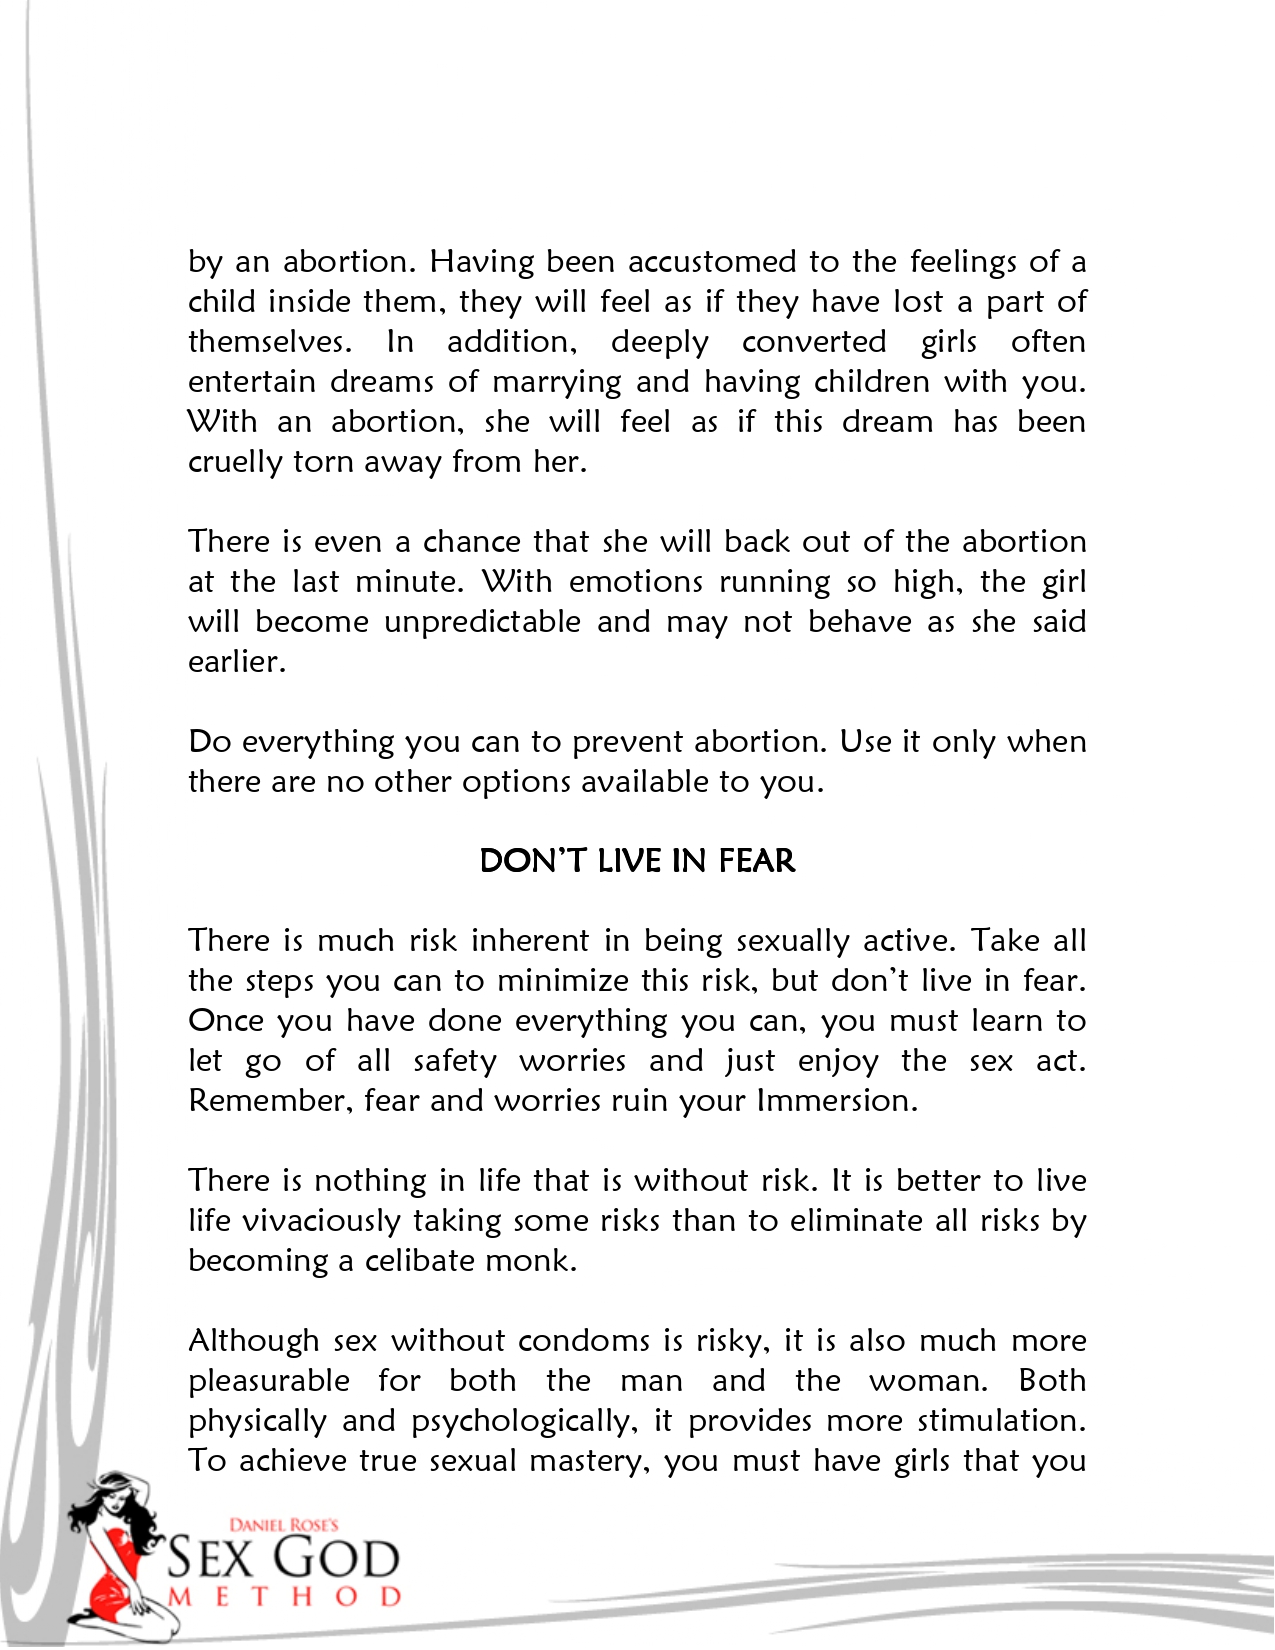 by an abortion. Having been accustomed to the feelings of a
child inside them, they will feel as if they have lost a part of
themselves. In addition, deeply converted girls often
entertain dreams of marrying and having children with you.
With an abortion, she will feel as if this dream has been
cruelly torn away from her.
There is even a chance that she will back out of the abortion
at the last minute. With emotions running so high, the girl
will become unpredictable and may not behave as she said
earlier.
Do everything you can to prevent abortion. Use it only when
there are no other options available to you.
DON'T LIVE IN FEAR
There is much risk inherent in being sexually active. Take all
the steps you can to minimize this risk, but don't live in fear.
Once you have done everything you can, you must learn to
let go of all safety worries and just enjoy the sex act.
Remember, fear and worries ruin your Immersion.
There is nothing in life that is without risk. It is better to live
life vivaciously taking some risks than to eliminate all risks by
becoming a celibate monk.
Although sex without condoms is risky, it is also much more
pleasurable for both the man and the woman. Both
physically and psychologically, it provides more stimulation.
To achieve true sexual mastery, you must have girls that you
DANIEL ROSE'S
SEX GOD
METHOD